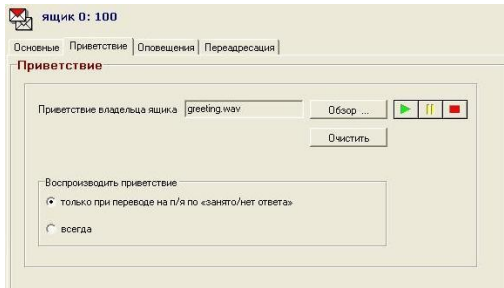 ящик 0: 100
Основные Приветствие Оповещения Переадресация
Приветствие
Приветствие владельца ящика greeting.wav Обзор ...
Очистить
Воспроизводить приветствие
только при переводе на п/я по «занято/нет ответа»
всегда